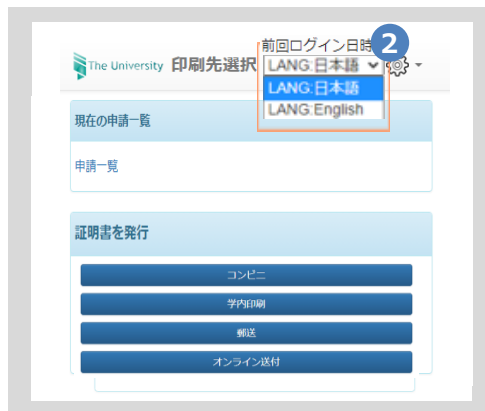 前回ログイン日時
2
The University 印刷先選択 LANG:日本語
LANG:日本語
LANG:English
現在の申請一覧
申請一覧
証明書を発行
コンビニ
学内印刷
郵送
オンライン送付